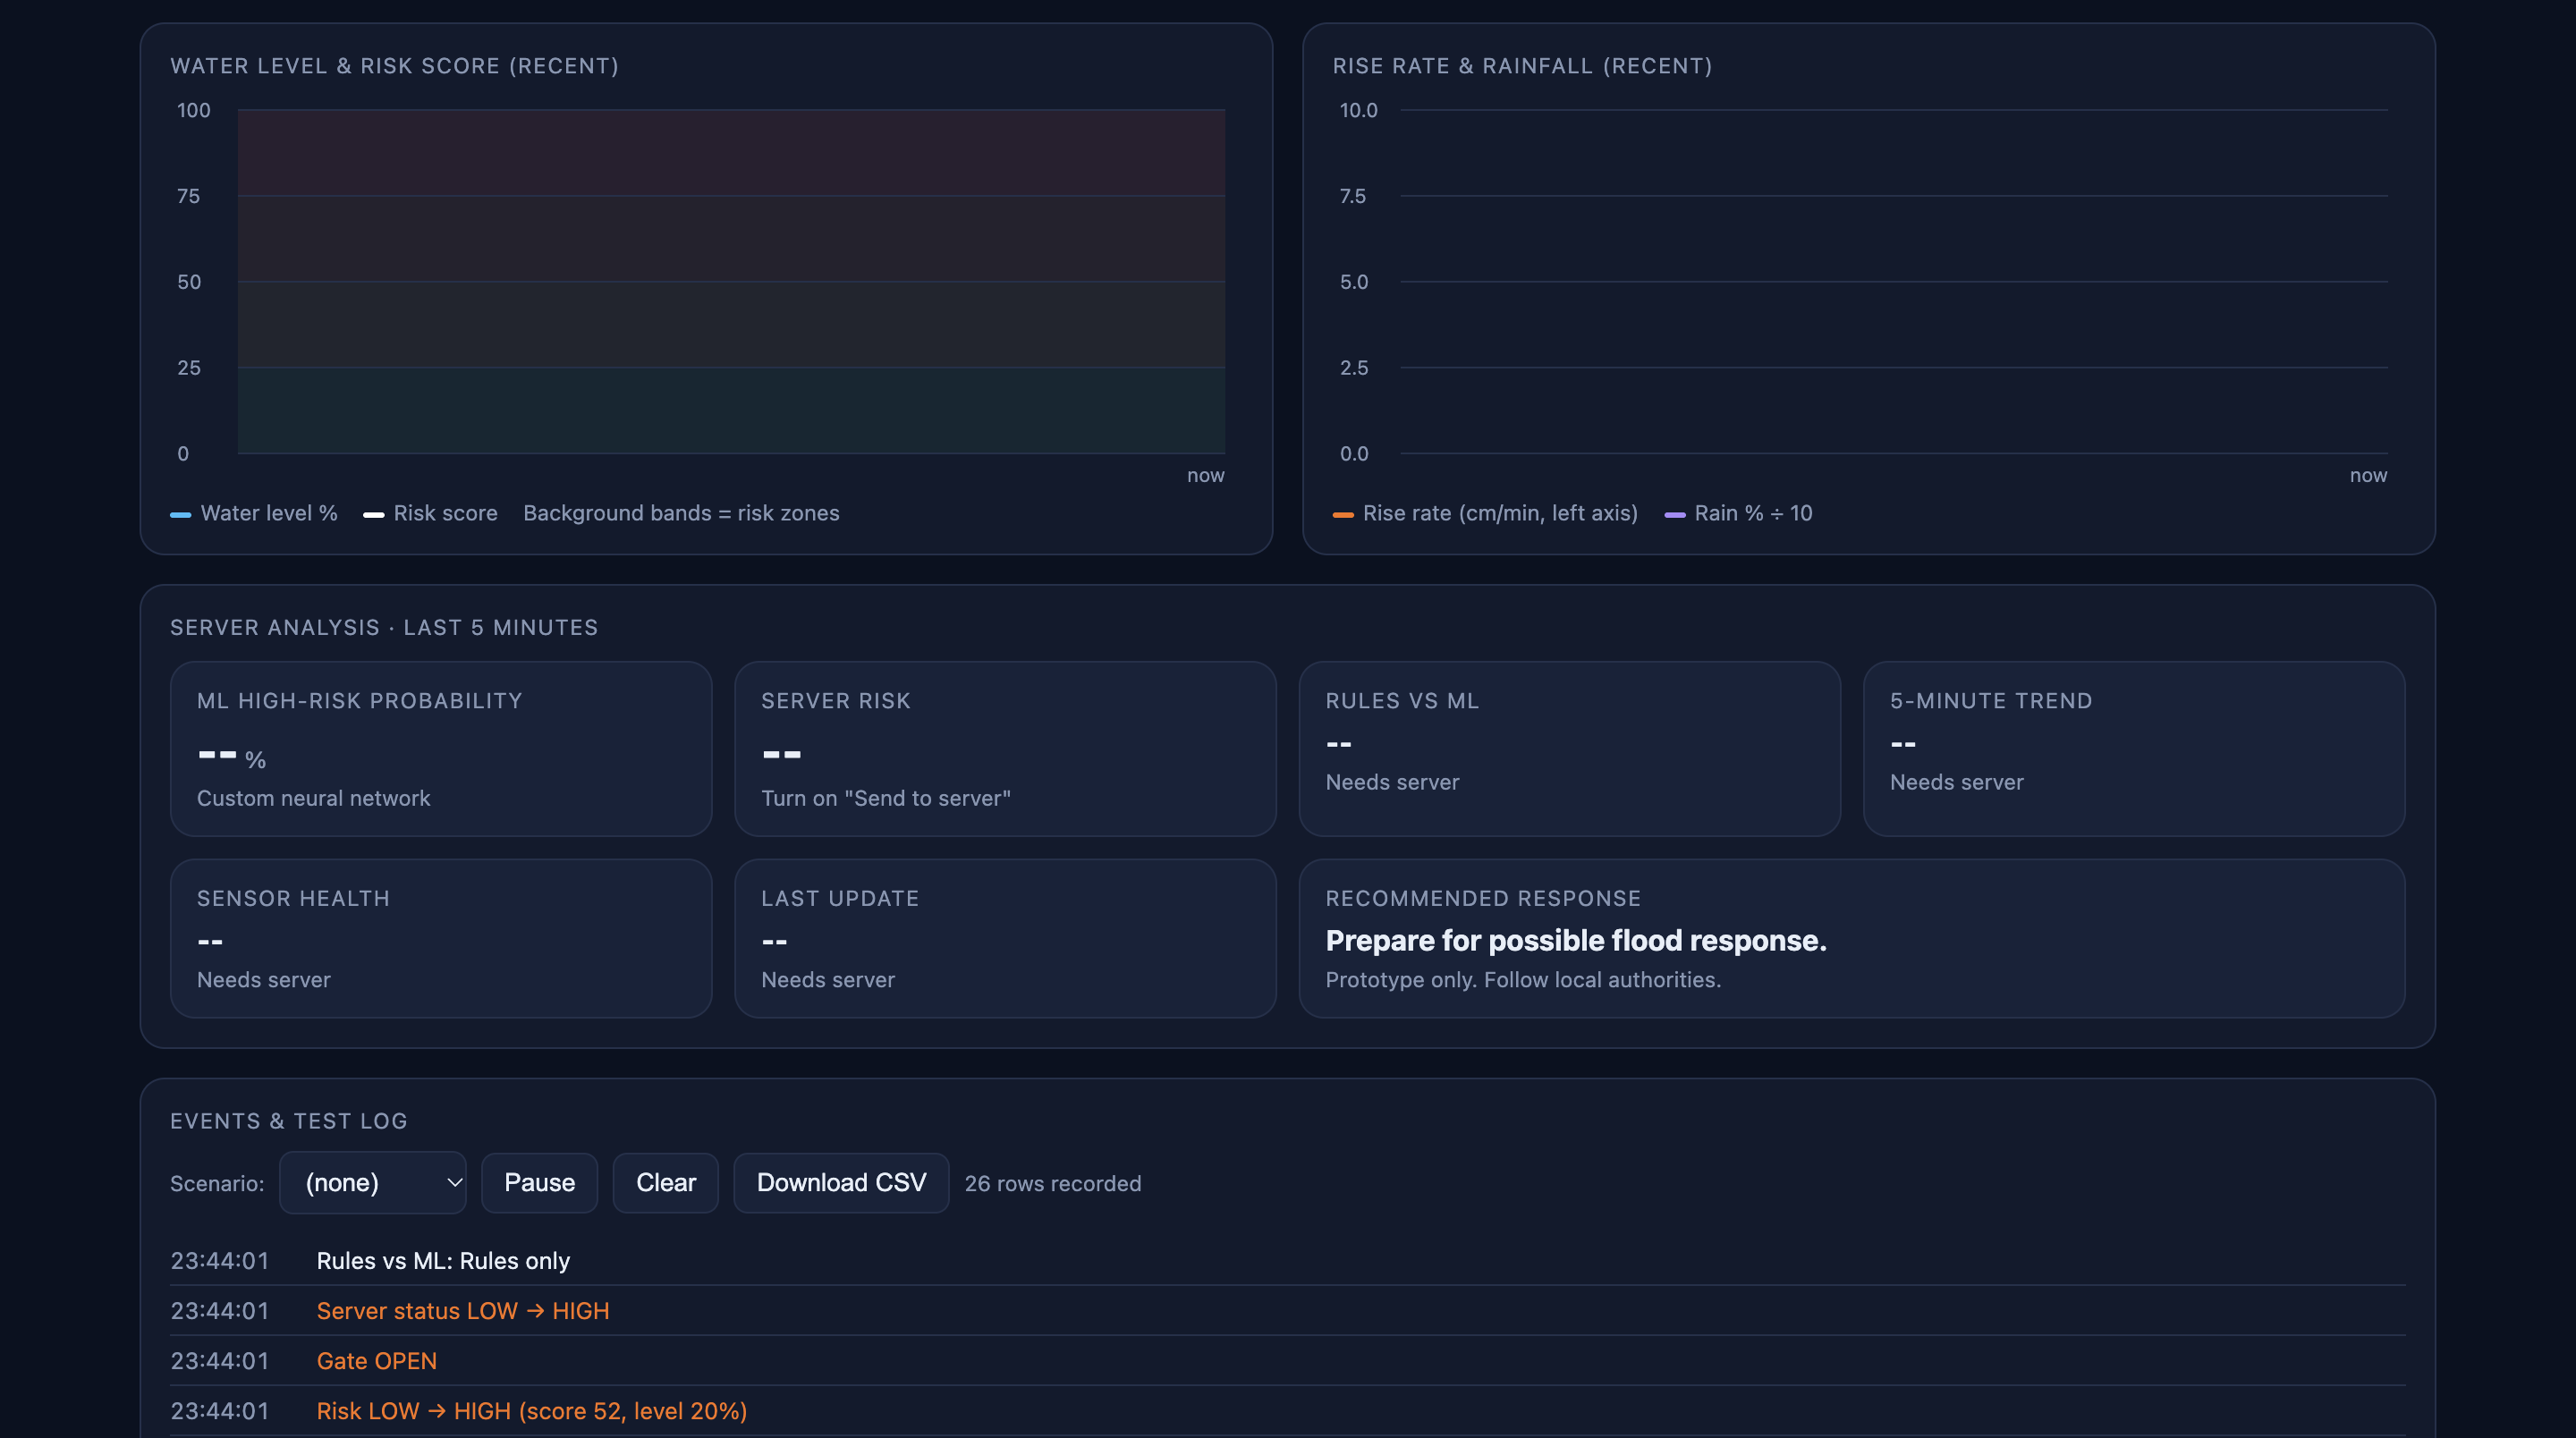 WATER LEVEL & RISK SCORE (RECENT)
100
75
50
25
0
now
Water level %
Risk score
Background bands = risk zones
RISE RATE & RAINFALL (RECENT)
10.0
7.5
5.0
2.5
0.0
now
Rise rate (cm/min, left axis)
Rain % ÷ 10
SERVER ANALYSIS · LAST 5 MINUTES
ML HIGH-RISK PROBABILITY
-- %
Custom neural network
SERVER RISK
--
Turn on "Send to server"
RULES VS ML
--
Needs server
5-MINUTE TREND
--
Needs server
SENSOR HEALTH
--
Needs server
LAST UPDATE
--
Needs server
RECOMMENDED RESPONSE
Prepare for possible flood response.
Prototype only. Follow local authorities.
EVENTS & TEST LOG
Scenario: (none) Pause Clear Download CSV 26 rows recorded
23:44:01 Rules vs ML: Rules only
23:44:01 Server status LOW → HIGH
23:44:01 Gate OPEN
23:44:01 Risk LOW → HIGH (score 52, level 20%)